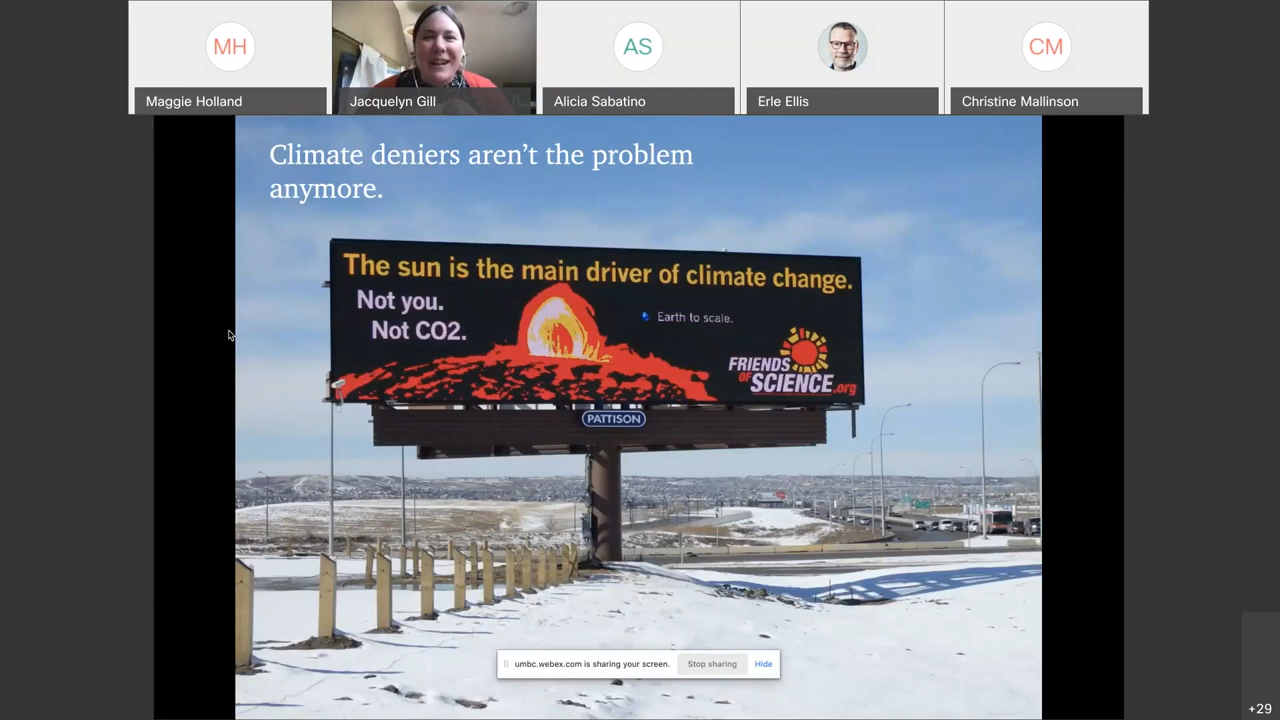 MH
Maggie Holland
Jacquelyn Gill
AS
Alicia Sabatino
Erle Ellis
CM
Christine Mallinson
Climate deniers aren’t the problem
anymore.
The sun is the main driver of climate change.
Not you.
Not CO2.
Earth to scale.
FRIENDS
OF SCIENCE.org
PATTISON
umbc.webex.com is sharing your screen.
Stop sharing
Hide
+29